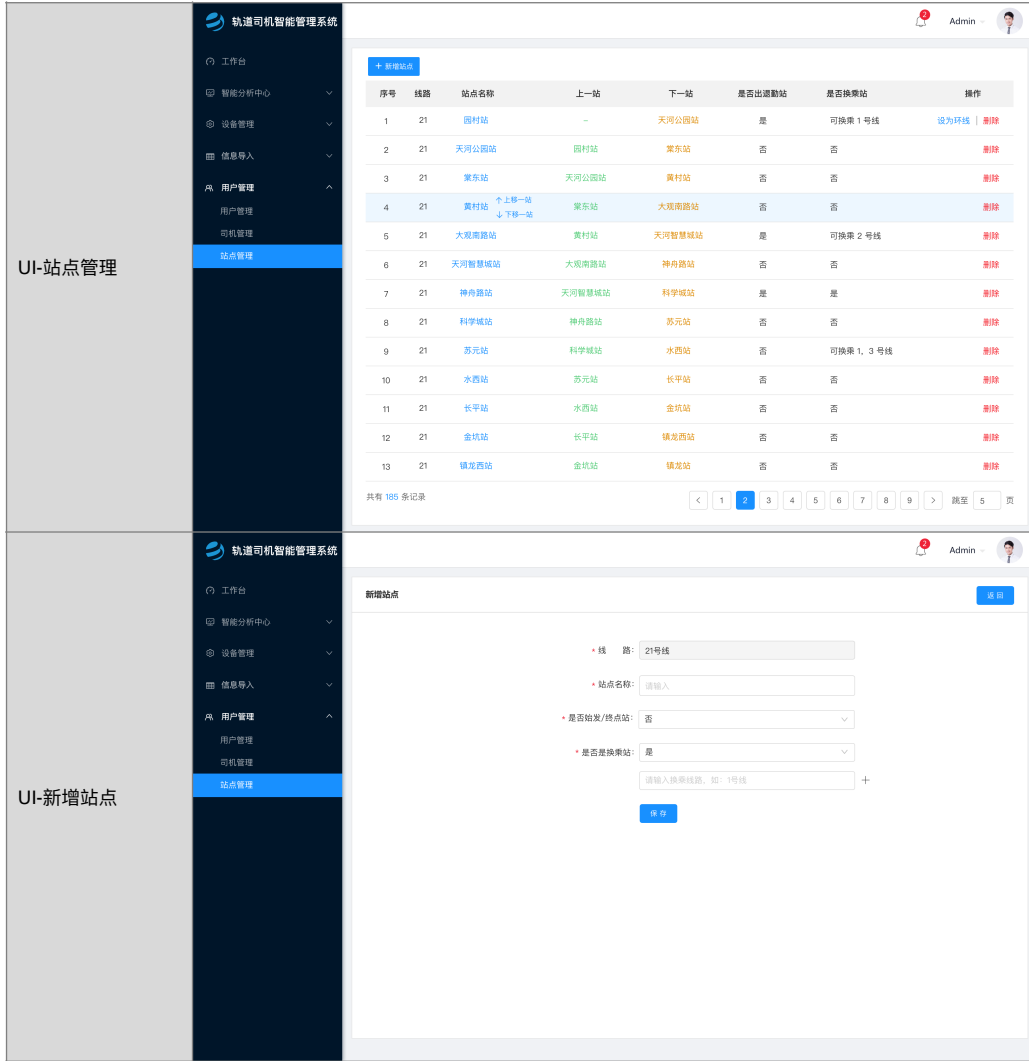 UI-站点管理
轨道司机智能管理系统
2
Admin
工作台
智能分析中心
设备管理
信息导入
用户管理
用户管理
司机管理
站点管理
+ 新增站点
序号 线路 站点名称 上一站 下一站 是否出退勤站 是否换乘站 操作
1 21 园村站 – 天河公园站 是 可换乘 1 号线 设为环线 | 删除
2 21 天河公园站 园村站 棠东站 否 否 删除
3 21 棠东站 天河公园站 黄村站 否 否 删除
4 21 黄村站 ↑上移一站 ↓下移一站 棠东站 大观南路站 否 否 删除
5 21 大观南路站 黄村站 天河智慧城站 是 可换乘 2 号线 删除
6 21 天河智慧城站 大观南路站 神舟路站 否 否 删除
7 21 神舟路站 天河智慧城站 科学城站 是 是 删除
8 21 科学城站 神舟路站 苏元站 否 否 删除
9 21 苏元站 科学城站 水西站 否 可换乘 1，3 号线 删除
10 21 水西站 苏元站 长平站 否 否 删除
11 21 长平站 水西站 金坑站 否 否 删除
12 21 金坑站 长平站 镇龙西站 否 否 删除
13 21 镇龙西站 金坑站 镇龙站 否 否 删除
共有 185 条记录 < 1 2 3 4 5 6 7 8 9 > 跳至 5 页
UI-新增站点
轨道司机智能管理系统
2
Admin
工作台
智能分析中心
设备管理
信息导入
用户管理
用户管理
司机管理
站点管理
新增站点
返 回
* 线 路： 21号线
* 站点名称： 请输入
* 是否始发/终点站： 否
* 是否是换乘站： 是
请输入换乘线路，如：1号线 +
保 存